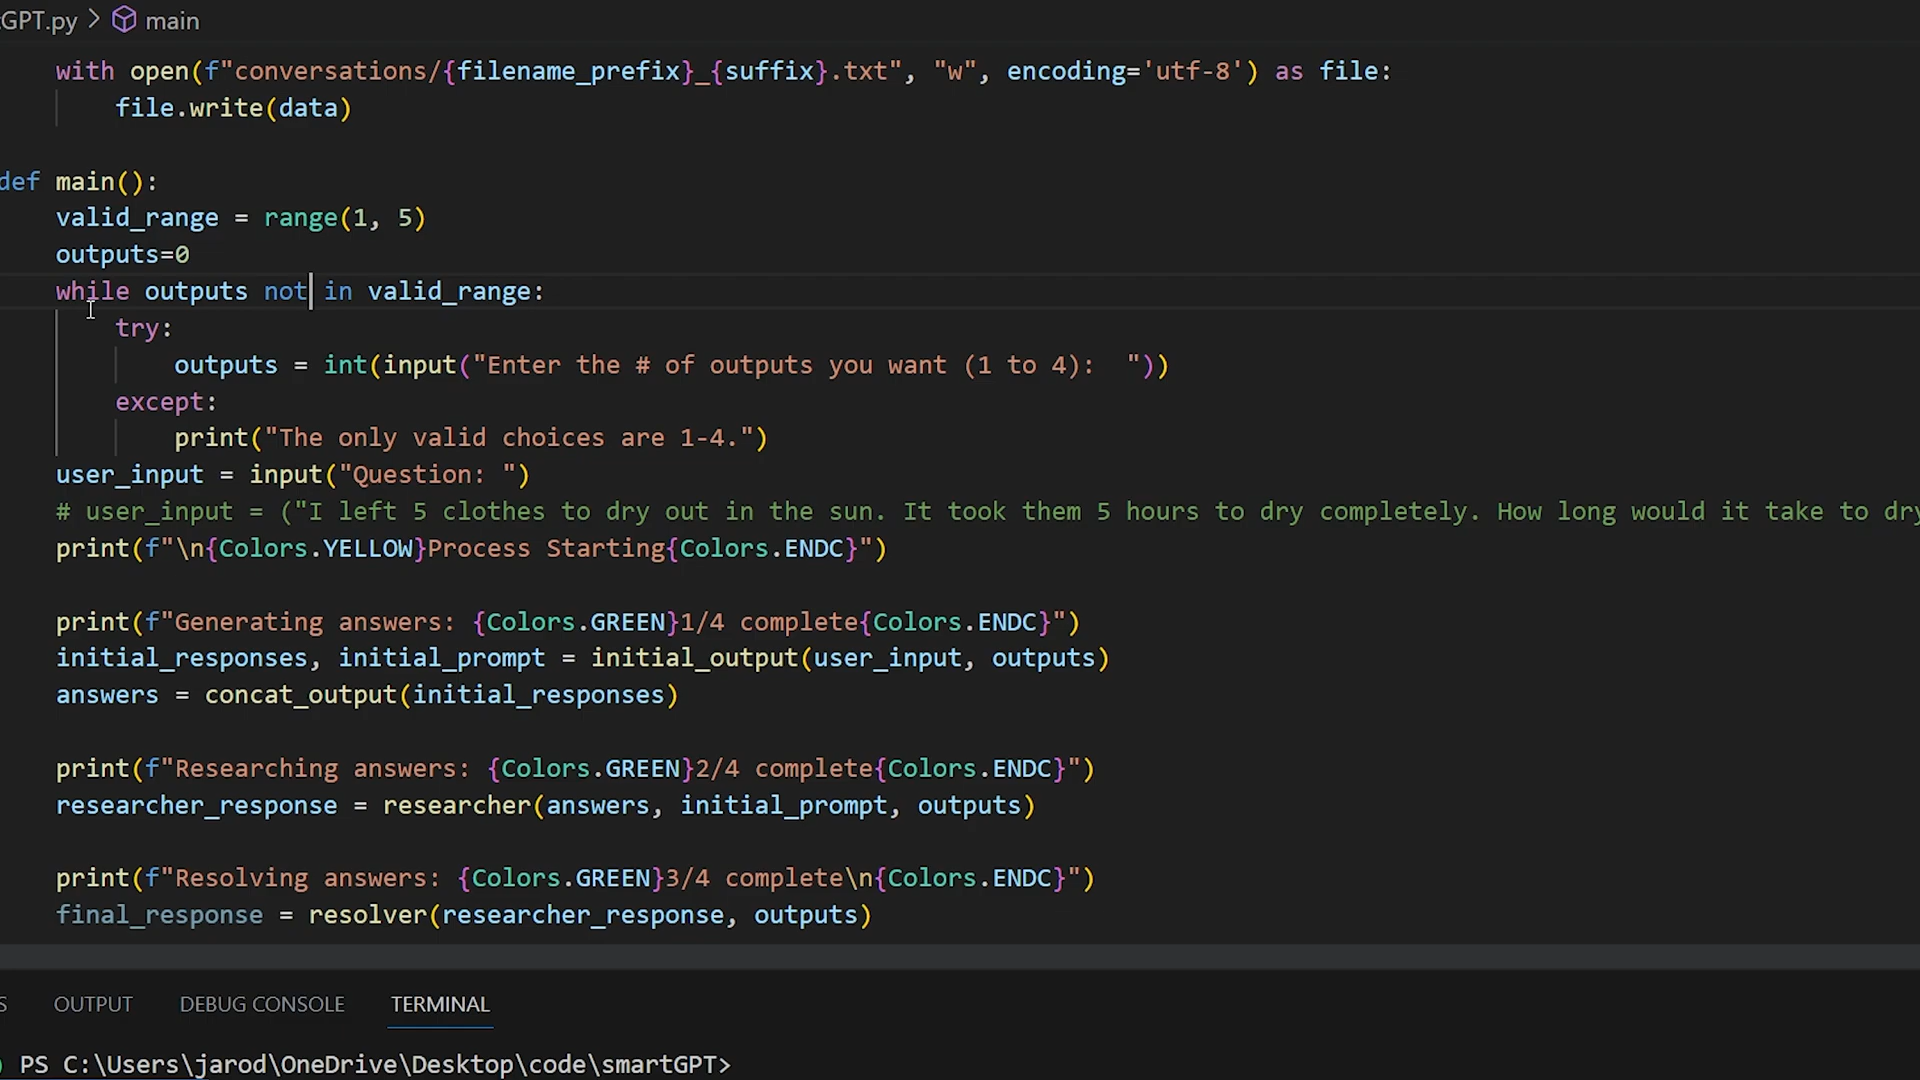 GPT.py > main
with open(f"conversations/{filename_prefix}_{suffix}.txt", "w", encoding='utf-8') as file:
file.write(data)
def main():
valid_range = range(1, 5)
outputs=0
while outputs not in valid_range:
try:
outputs = int(input("Enter the # of outputs you want (1 to 4):  "))
except:
print("The only valid choices are 1-4.")
user_input = input("Question: ")
# user_input = ("I left 5 clothes to dry out in the sun. It took them 5 hours to dry completely. How long would it take to dry
print(f"\n{Colors.YELLOW}Process Starting{Colors.ENDC}")
print(f"Generating answers: {Colors.GREEN}1/4 complete{Colors.ENDC}")
initial_responses, initial_prompt = initial_output(user_input, outputs)
answers = concat_output(initial_responses)
print(f"Researching answers: {Colors.GREEN}2/4 complete{Colors.ENDC}")
researcher_response = researcher(answers, initial_prompt, outputs)
print(f"Resolving answers: {Colors.GREEN}3/4 complete\n{Colors.ENDC}")
final_response = resolver(researcher_response, outputs)
S OUTPUT DEBUG CONSOLE TERMINAL
PS C:\Users\jarod\OneDrive\Desktop\code\smartGPT>